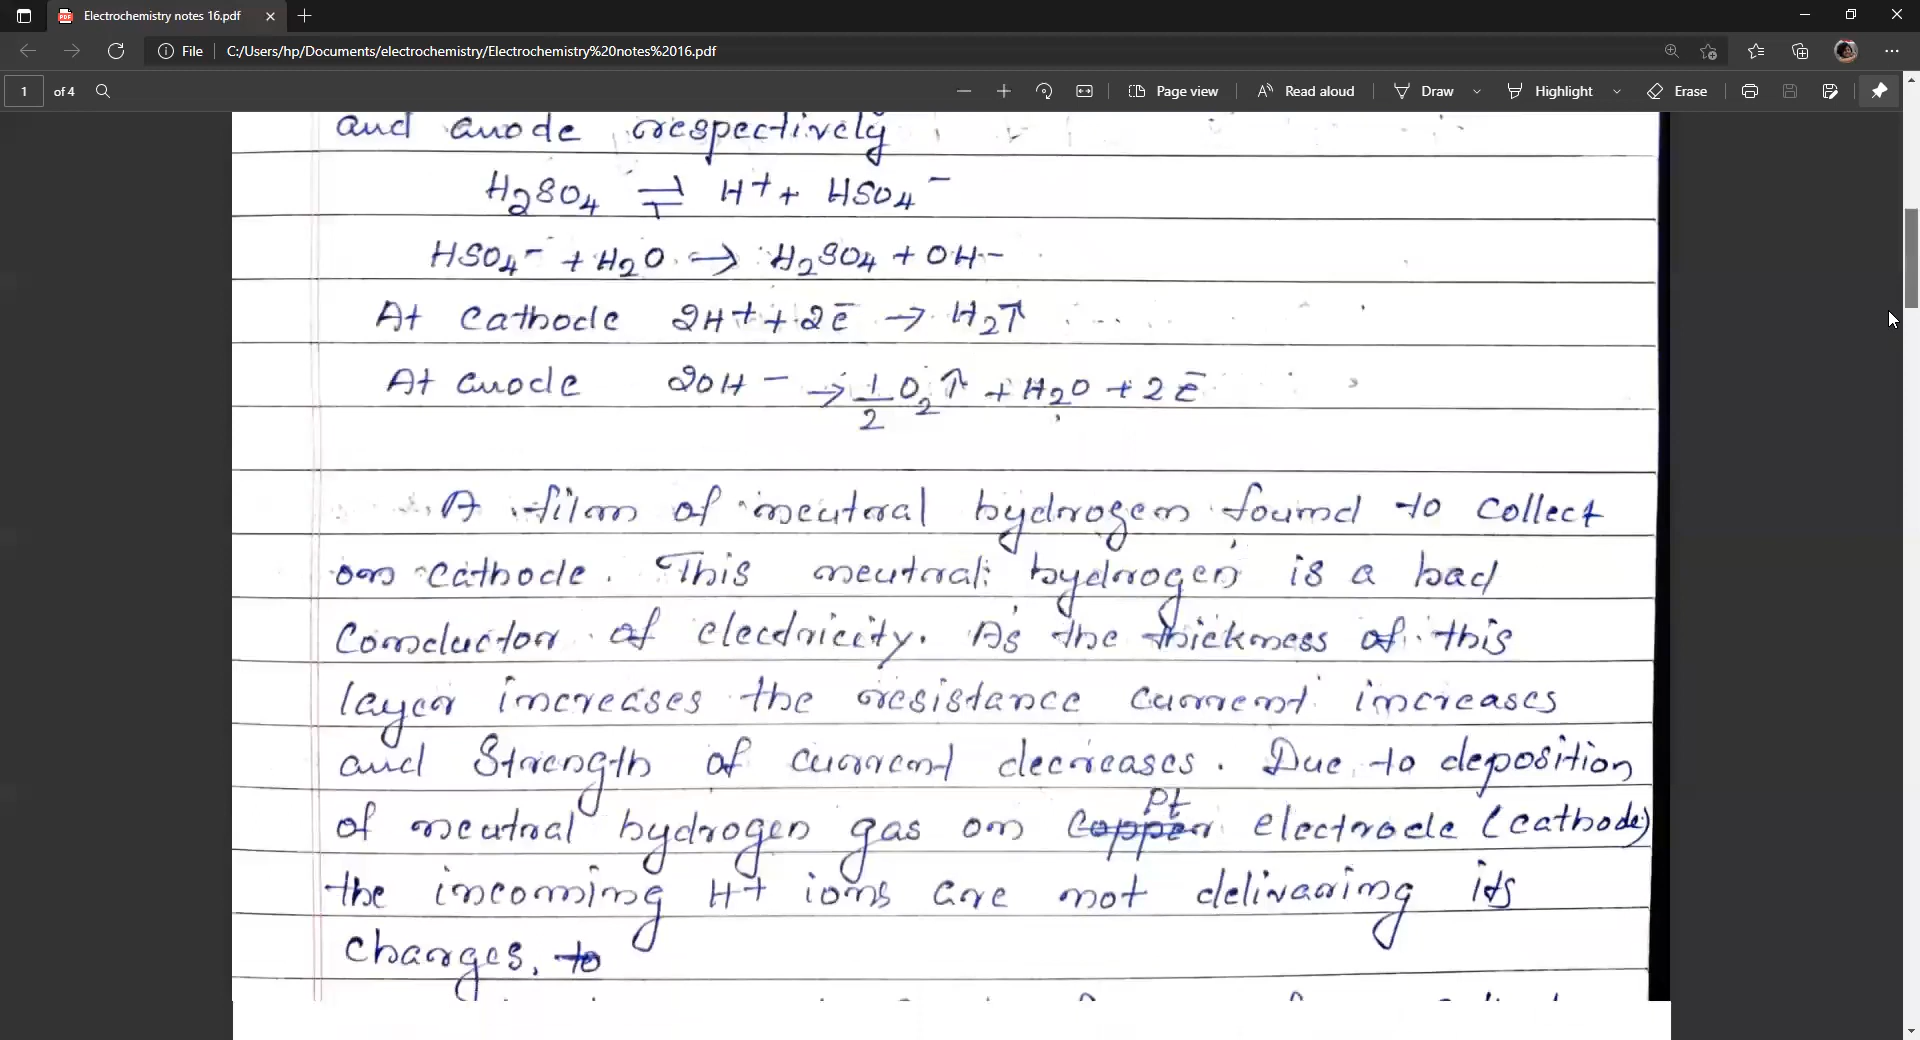 Electrochemistry notes 16.pdf
File
C:/Users/hp/Documents/electrochemistry/Electrochemistry%20notes%2016.pdf
1 of 4
Page view
Read aloud
Draw
Highlight
Erase
and anode respectively
H2SO4 ⇌ H+ + HSO4−
HSO4− + H2O → H2SO4 + OH−
At Cathode 2H+ + 2ē → H2↑
At anode 2OH− → 1/2 O2↑ + H2O + 2ē
A film of neutral hydrogen found to collect
on cathode. This neutral hydrogen is a bad
Conductor of electricity. As the thickness of this
layer increases the resistance current increases
and Strength of current decreases. Due to deposition
Pt
of neutral hydrogen gas on Copper electrode (cathode)
the incoming H+ ions are not delivaring its
Charges. to